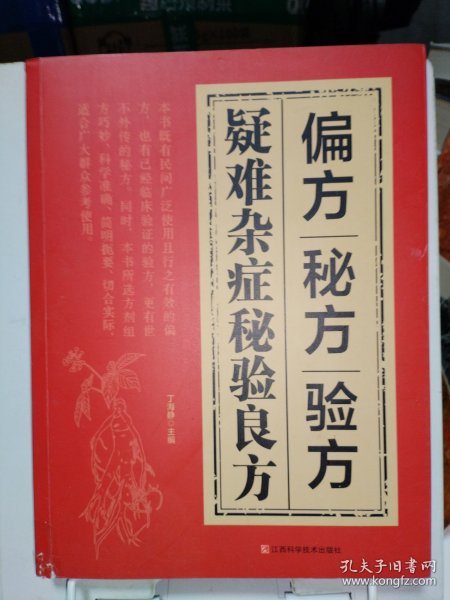 偏方
秘方
验方
疑难杂症秘验良方
本书既有民间广泛使用且行之有效的偏
方，也有已经临床验证的验方，更有世
不外传的秘方。同时，本书所选方剂组
方巧妙、科学准确、简明扼要、切合实际，
适合广大群众参考使用。
丁海静 主编
江西科学技术出版社
孔夫子旧书网
www.kongfz.com